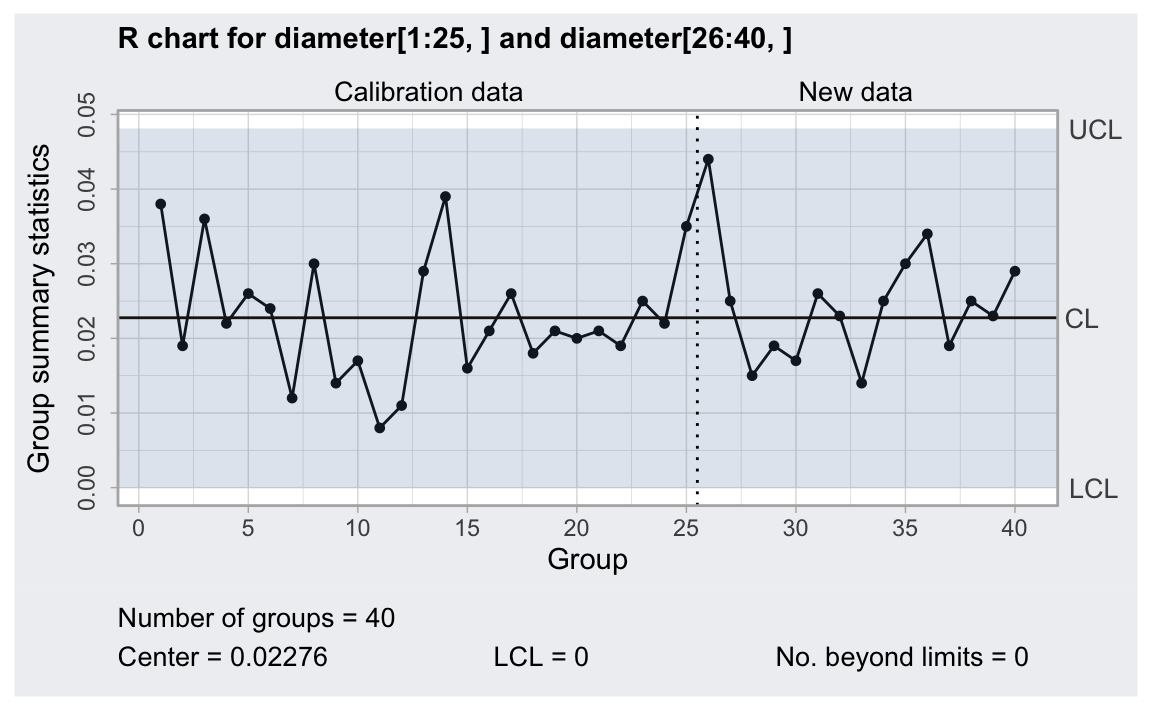 R chart for diameter[1:25, ] and diameter[26:40, ]
Calibration data
New data
Group summary statistics
0.05
0.04
0.03
0.02
0.01
0.00
UCL
CL
LCL
0 5 10 15 20 25 30 35 40
Group
Number of groups = 40
Center = 0.02276
LCL = 0
No. beyond limits = 0